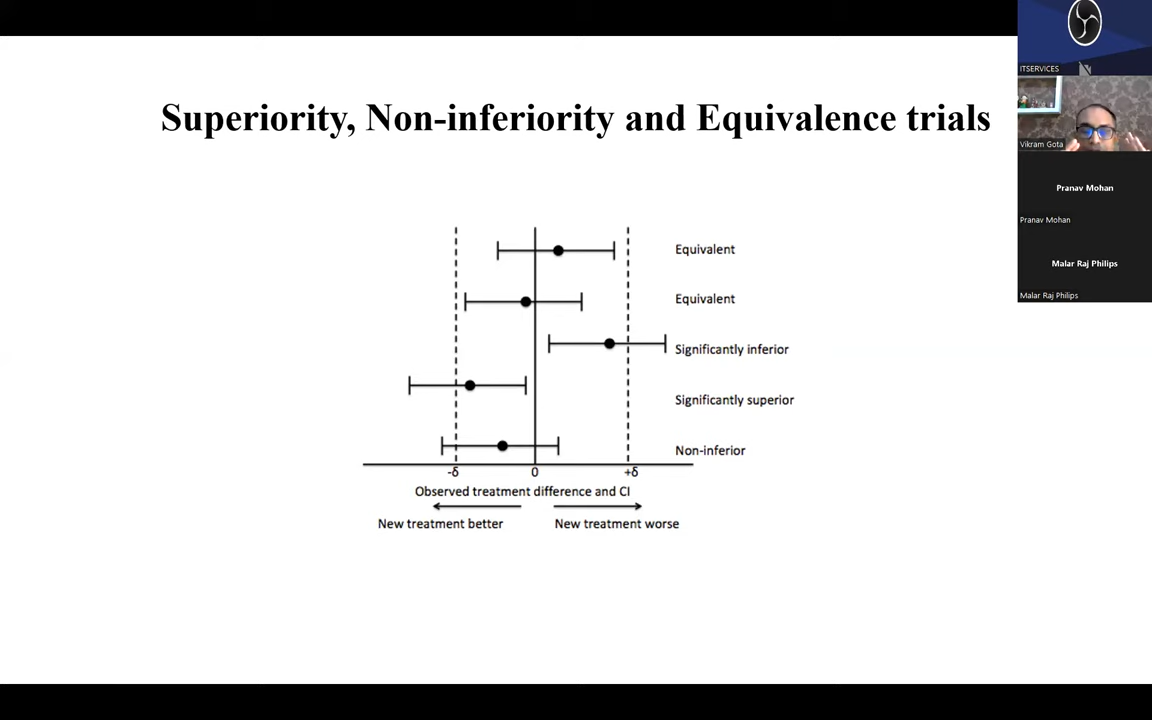 Superiority, Non-inferiority and Equivalence trials
Equivalent
Equivalent
Significantly inferior
Significantly superior
Non-inferior
-δ 0 +δ
Observed treatment difference and CI
New treatment better New treatment worse
ITSERVICES
Vikram Gota
Pranav Mohan
Pranav Mohan
Malar Raj Philips
Malar Raj Philips